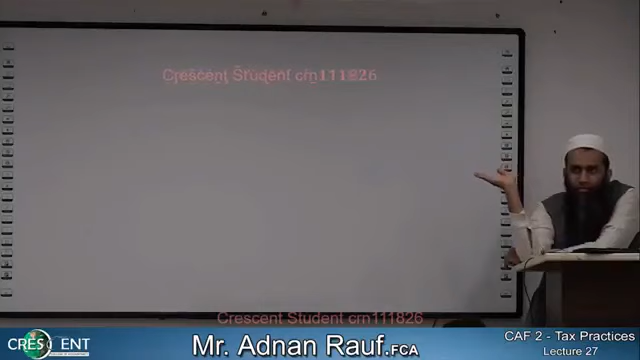 Crescent Student crn111826
Crescent Student crn111826
CRESCENT
Mr. Adnan Rauf.FCA
CAF 2 - Tax Practices
Lecture 27